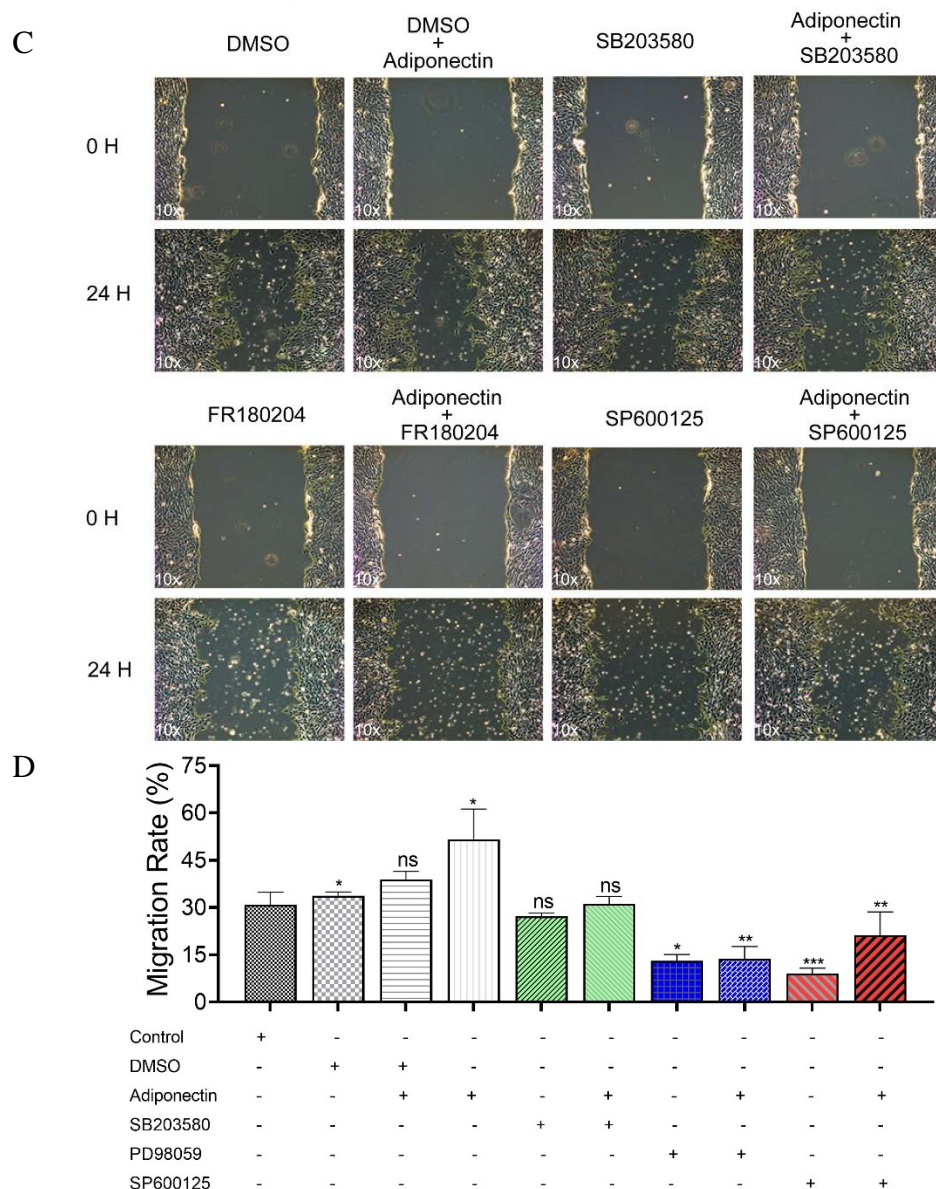 C
DMSO
DMSO + Adiponectin
SB203580
Adiponectin + SB203580
0 H
10x
10x
10x
10x
24 H
10x
10x
10x
10x
FR180204
Adiponectin + FR180204
SP600125
Adiponectin + SP600125
0 H
10x
10x
10x
10x
24 H
10x
10x
10x
10x
D
Migration Rate (%)
75
60
45
30
15
0
* ns * ns ns * ** *** **
Control + - - - - - - - - -
DMSO - + + - - - - - - -
Adiponectin - - + + - + - + - +
SB203580 - - - - + + - - - -
PD98059 - - - - - - + + - -
SP600125 - - - - - - - - + +